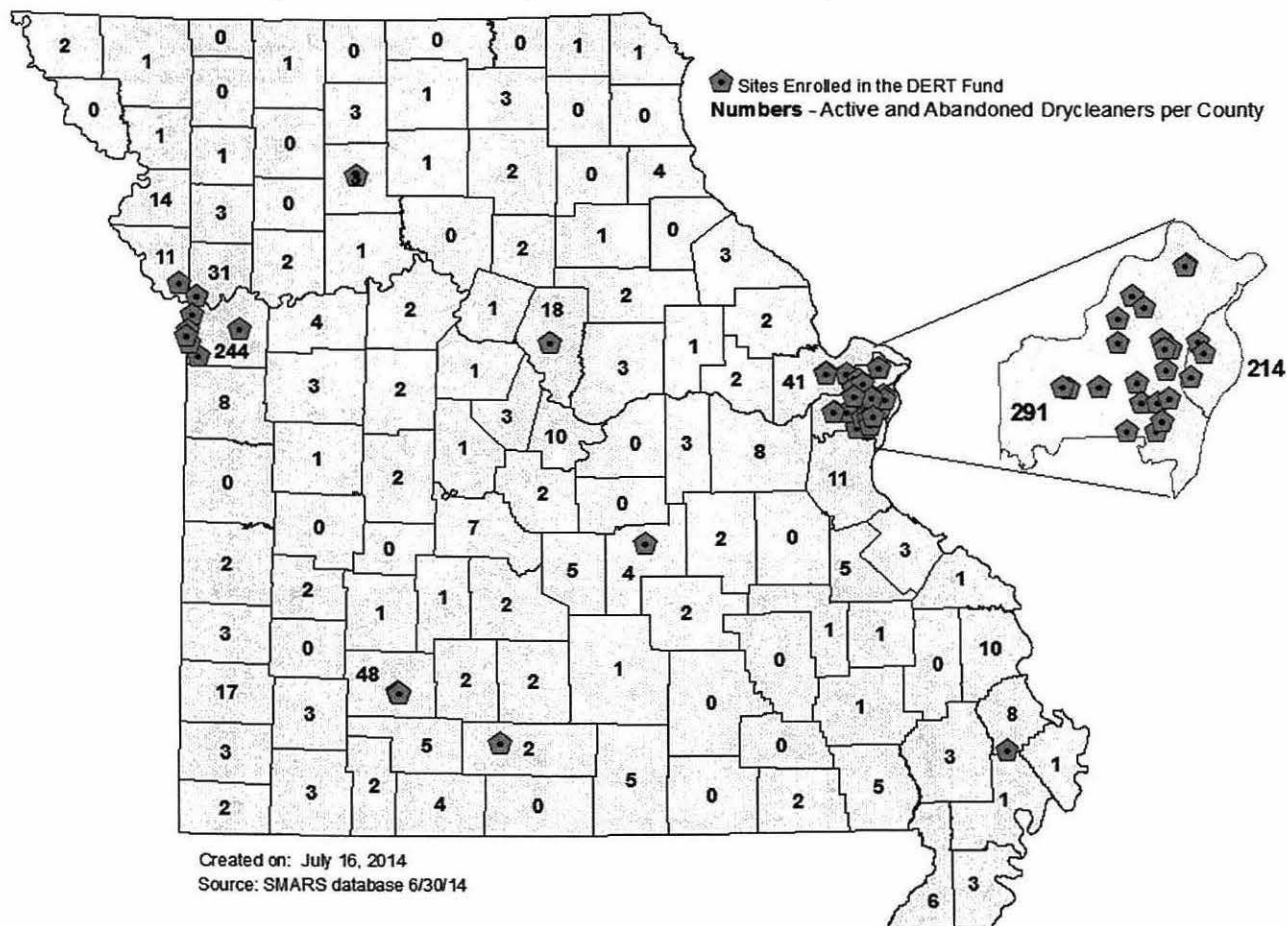 Sites Enrolled in the DERT Fund
Numbers - Active and Abandoned Drycleaners per County
2 1 0 1 0 0 0 1 1
0 1 0 0 3 1 3 0 0
1 1 3 1 2 0 4
14 3 0 0 2 1 0 3
11 31 2 1
244 4 2 1 18 2 2
8 3 2 1 3 1 2 41
3 10 0 3 8
0 1 2 1 2 0 11
291 214
0 0 7
2 2 1 1 2 5 4 2 0 5 3 1
3 0 2 1 1 0 10
17 48 2 2 1 0 0 1 8
3 3 5 2 0 3 1
2 3 2 4 0 5 0 2 5 1
6 3
Created on: July 16, 2014
Source: SMARS database 6/30/14